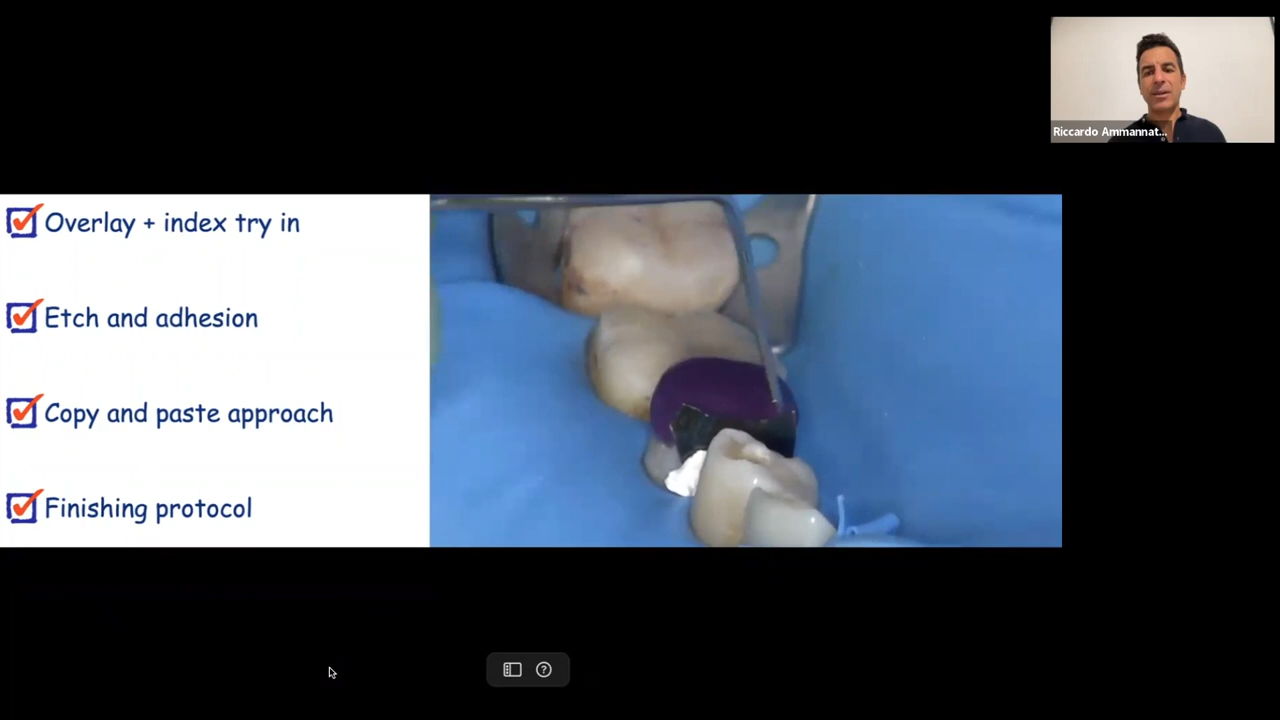 Riccardo Ammannat...
Overlay + index try in
Etch and adhesion
Copy and paste approach
Finishing protocol